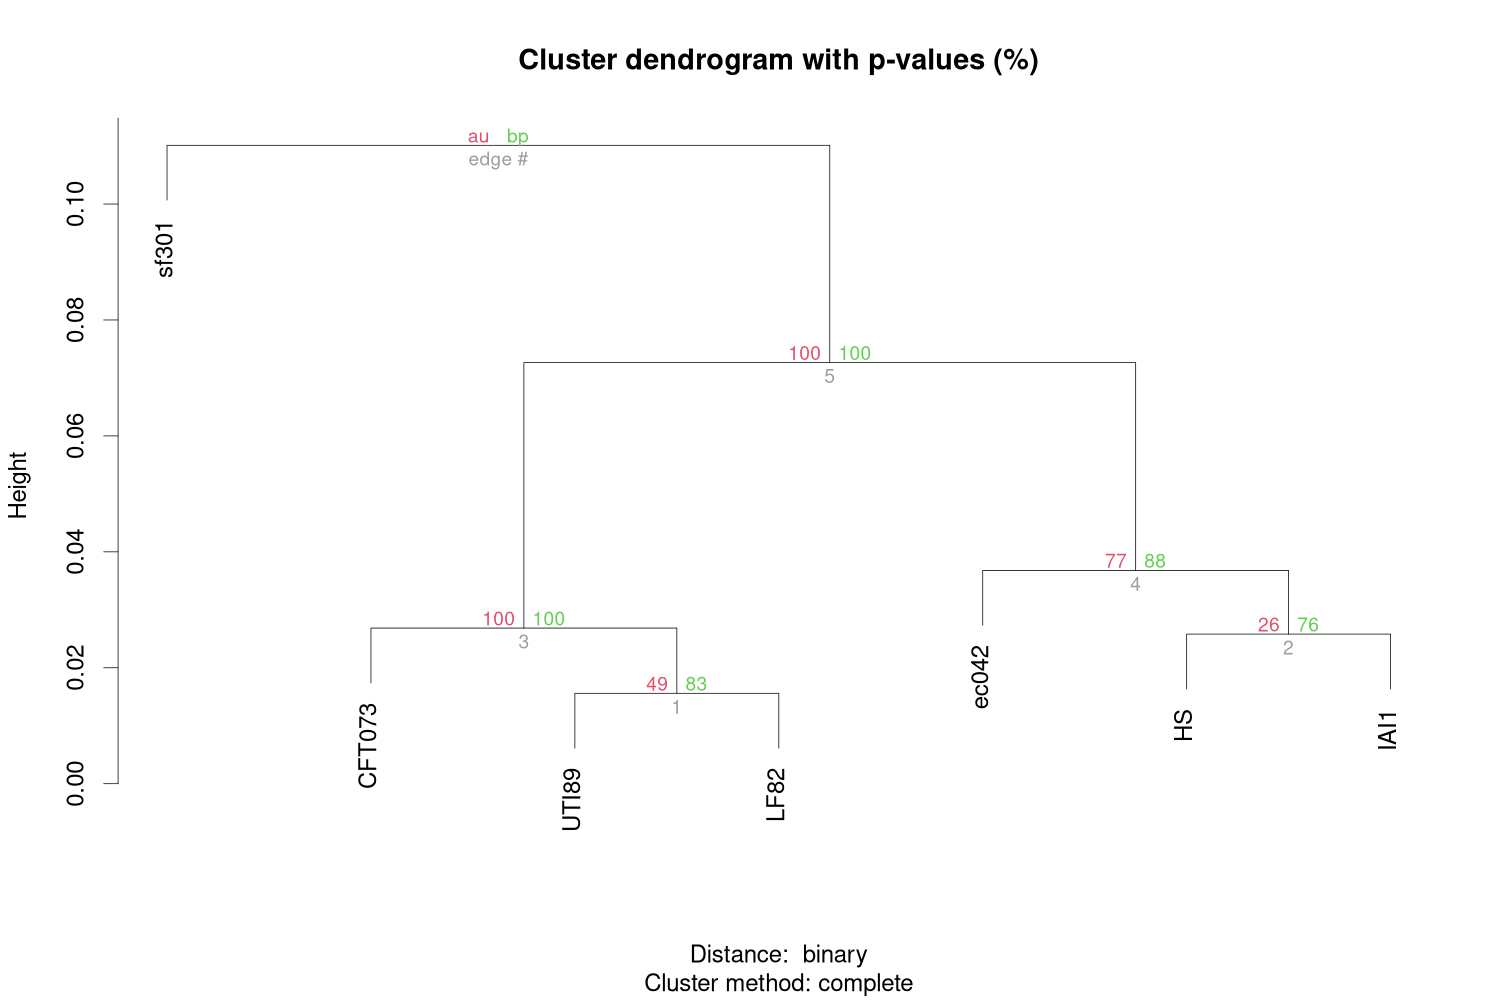 Cluster dendrogram with p-values (%)
au bp
edge #
sf301
0.10
0.08
0.06
0.04
0.02
0.00
Height
100 100
5
77 88
4
100 100
3
26 76
2
49 83
1
CFT073
UTI89
LF82
ec042
HS
IAI1
Distance: binary
Cluster method: complete